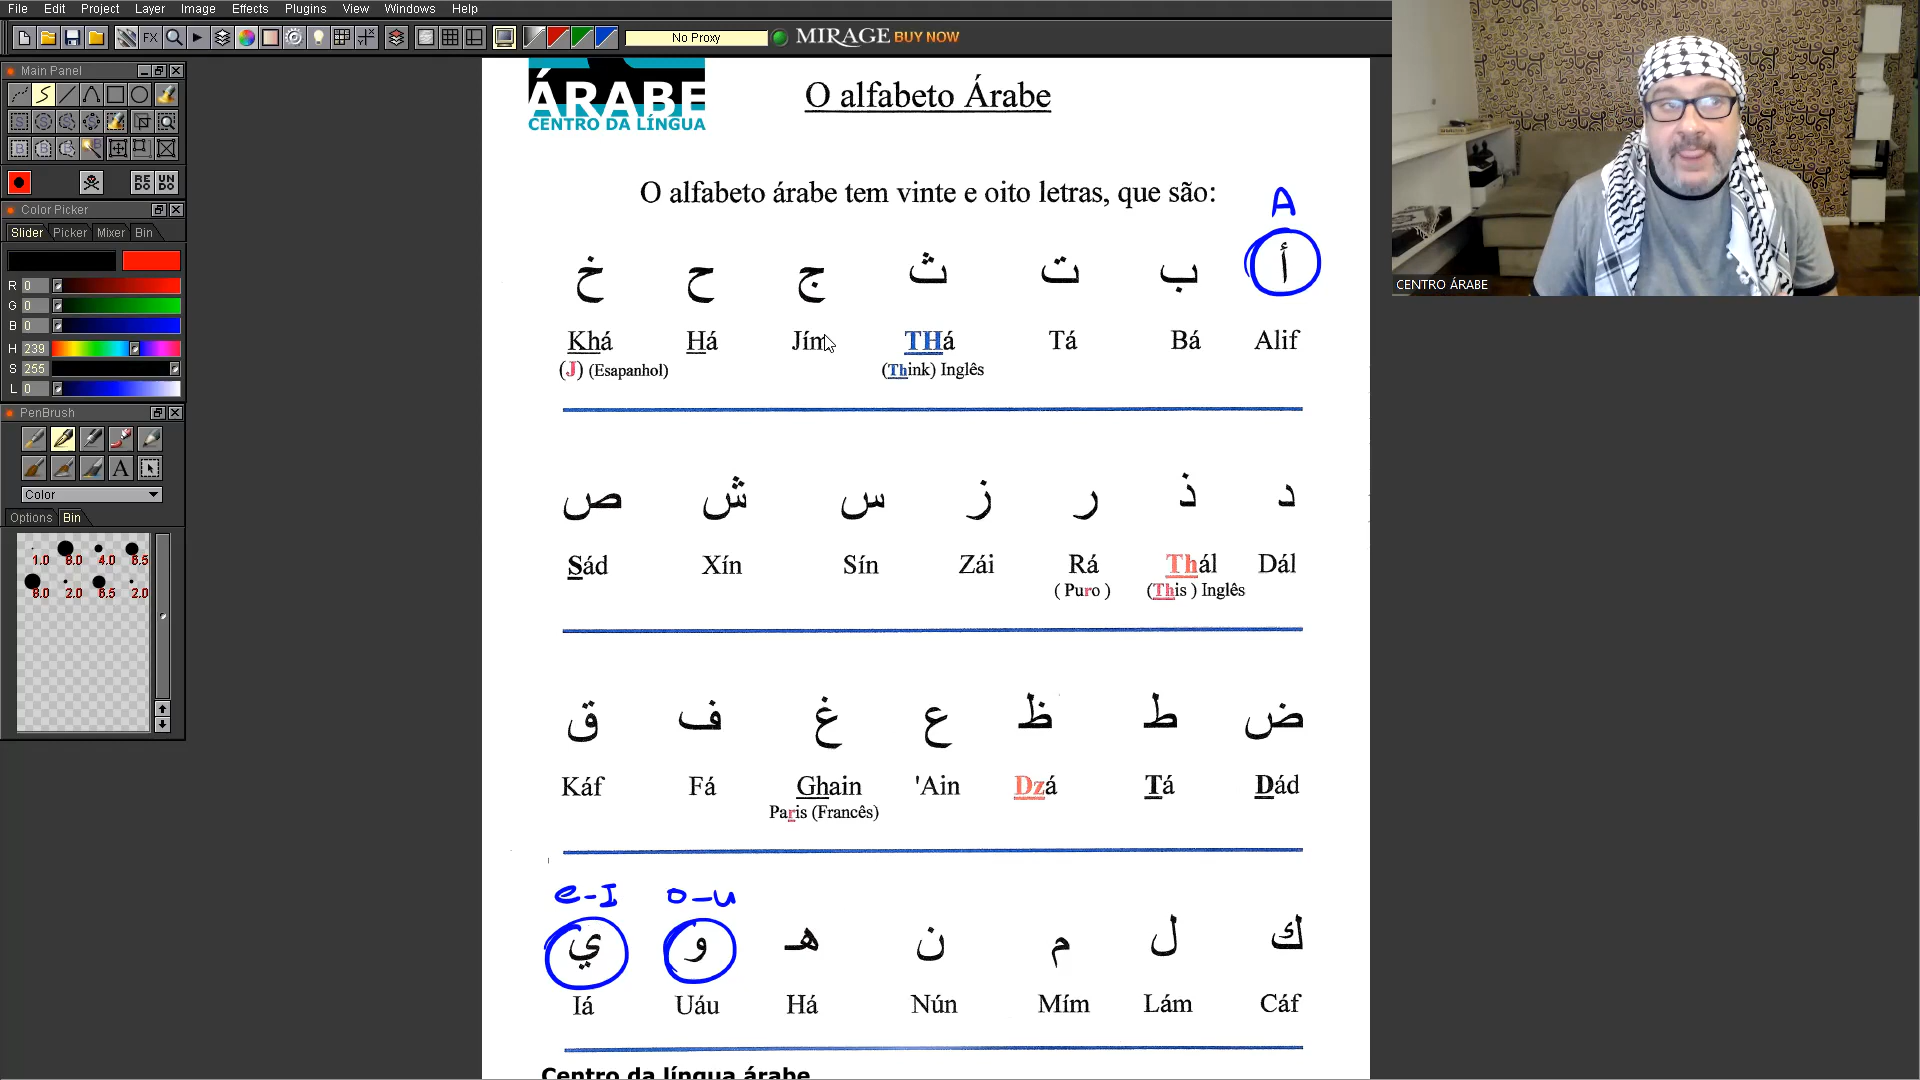 File Edit Project Layer Image Effects Plugins View Windows Help
FX No Proxy MIRAGE BUY NOW
Main Panel
RE DO UN DO
Color Picker
Slider Picker Mixer Bin
R 0
G 0
B 0
H 239
S 255
L 0
PenBrush
A
Color
Options Bin
1.0 8.0 4.0 6.5
8.0 2.0 6.5 2.0
ÁRABE
CENTRO DA LÍNGUA
O alfabeto Árabe
O alfabeto árabe tem vinte e oito letras, que são:
A
أ ب ت ث ج ح خ
Khá Há Jím THá Tá Bá Alif
(J) (Esapanhol) (Think) Inglês
د ذ ر ز س ش ص
Sád Xín Sín Zái Rá Thál Dál
( Puro ) (This ) Inglês
ض ط ظ ع غ ف ق
Káf Fá Ghain 'Ain Dzá Tá Dád
Paris (Francês)
e-I o-u
ك ل م ن هـ و ي
Iá Uáu Há Nún Mím Lám Cáf
Centro da língua árabe
CENTRO ÁRABE